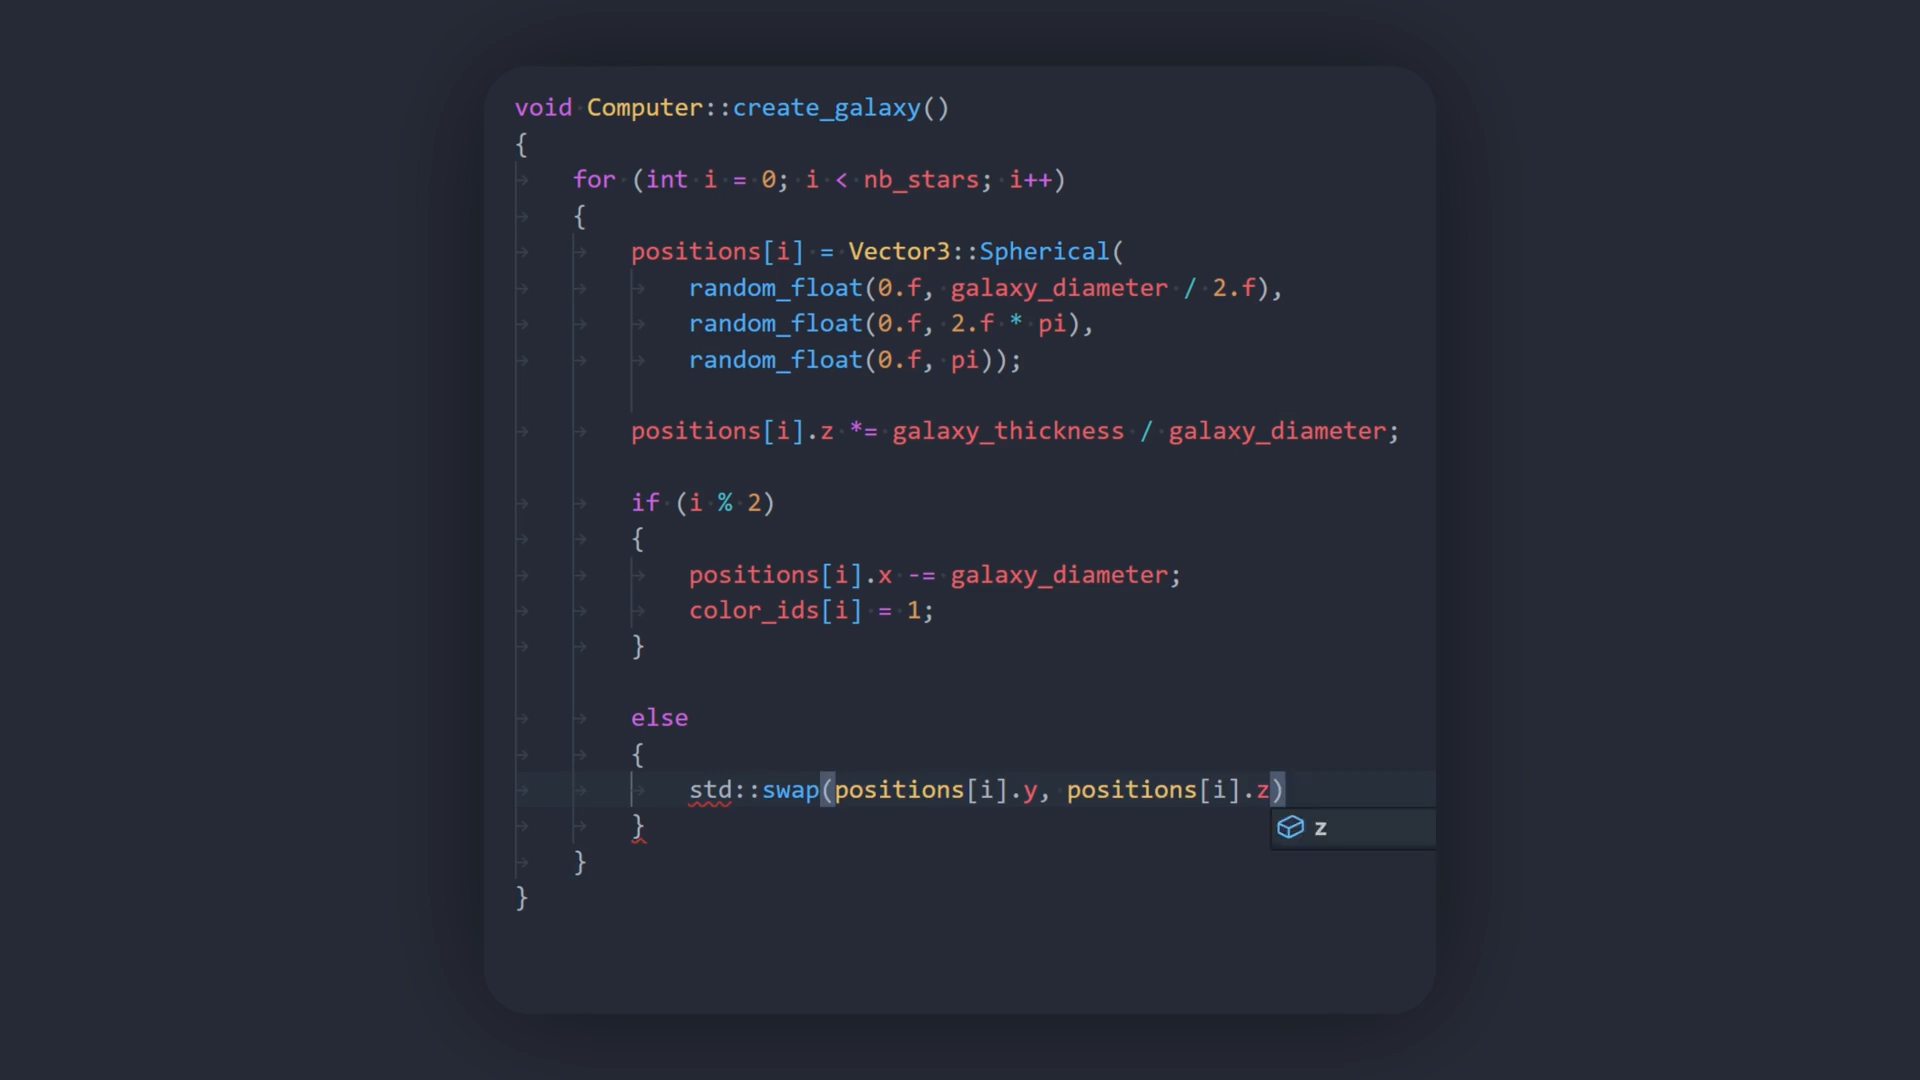 void Computer::create_galaxy()
{
for (int i = 0; i < nb_stars; i++)
{
positions[i] = Vector3::Spherical(
random_float(0.f, galaxy_diameter / 2.f),
random_float(0.f, 2.f * pi),
random_float(0.f, pi));
positions[i].z *= galaxy_thickness / galaxy_diameter;
if (i % 2)
{
positions[i].x -= galaxy_diameter;
color_ids[i] = 1;
}
else
{
std::swap(positions[i].y, positions[i].z)
z
}
}
}